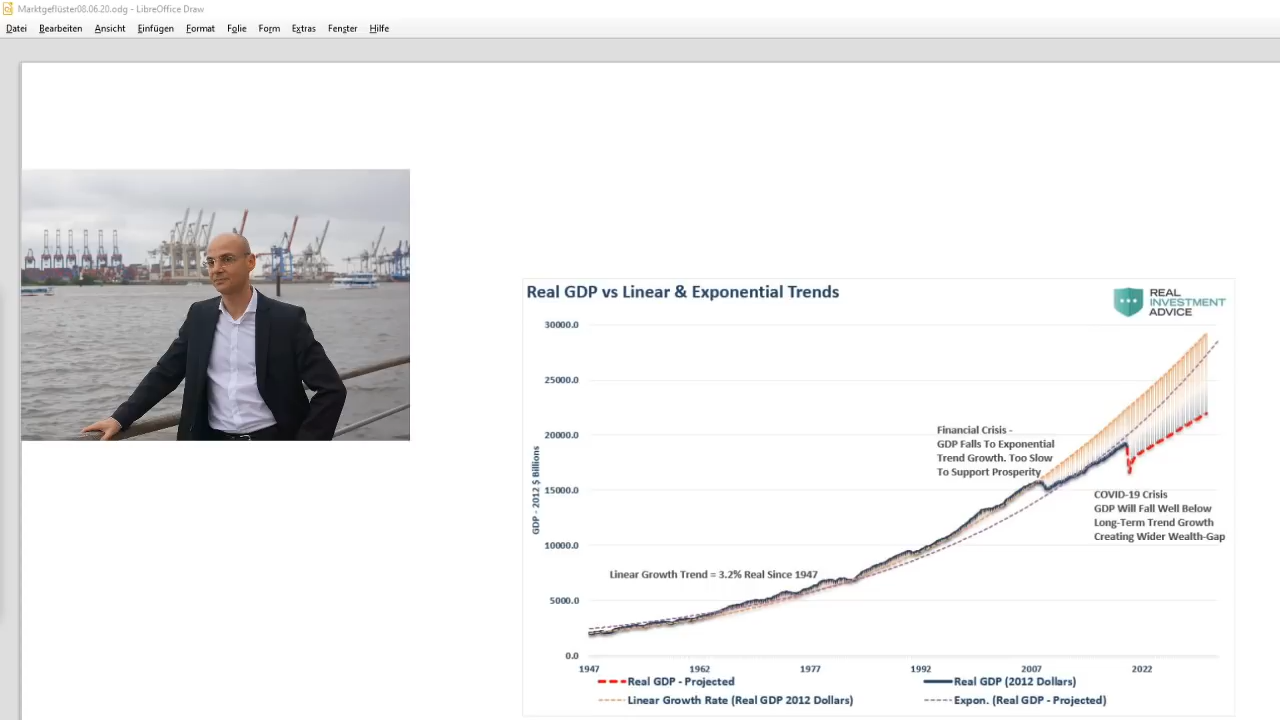 Marktgeflüster08.06.20.odg - LibreOffice Draw
Datei Bearbeiten Ansicht Einfügen Format Folie Form Extras Fenster Hilfe
Real GDP vs Linear & Exponential Trends
REAL
INVESTMENT
ADVICE
30000.0
25000.0
20000.0
15000.0
10000.0
5000.0
0.0
GDP - 2012 $ Billions
Financial Crisis -
GDP Falls To Exponential
Trend Growth. Too Slow
To Support Prosperity
COVID-19 Crisis
GDP Will Fall Well Below
Long-Term Trend Growth
Creating Wider Wealth-Gap
Linear Growth Trend = 3.2% Real Since 1947
1947 1962 1977 1992 2007 2022
Real GDP - Projected Real GDP (2012 Dollars)
Linear Growth Rate (Real GDP 2012 Dollars) Expon. (Real GDP - Projected)